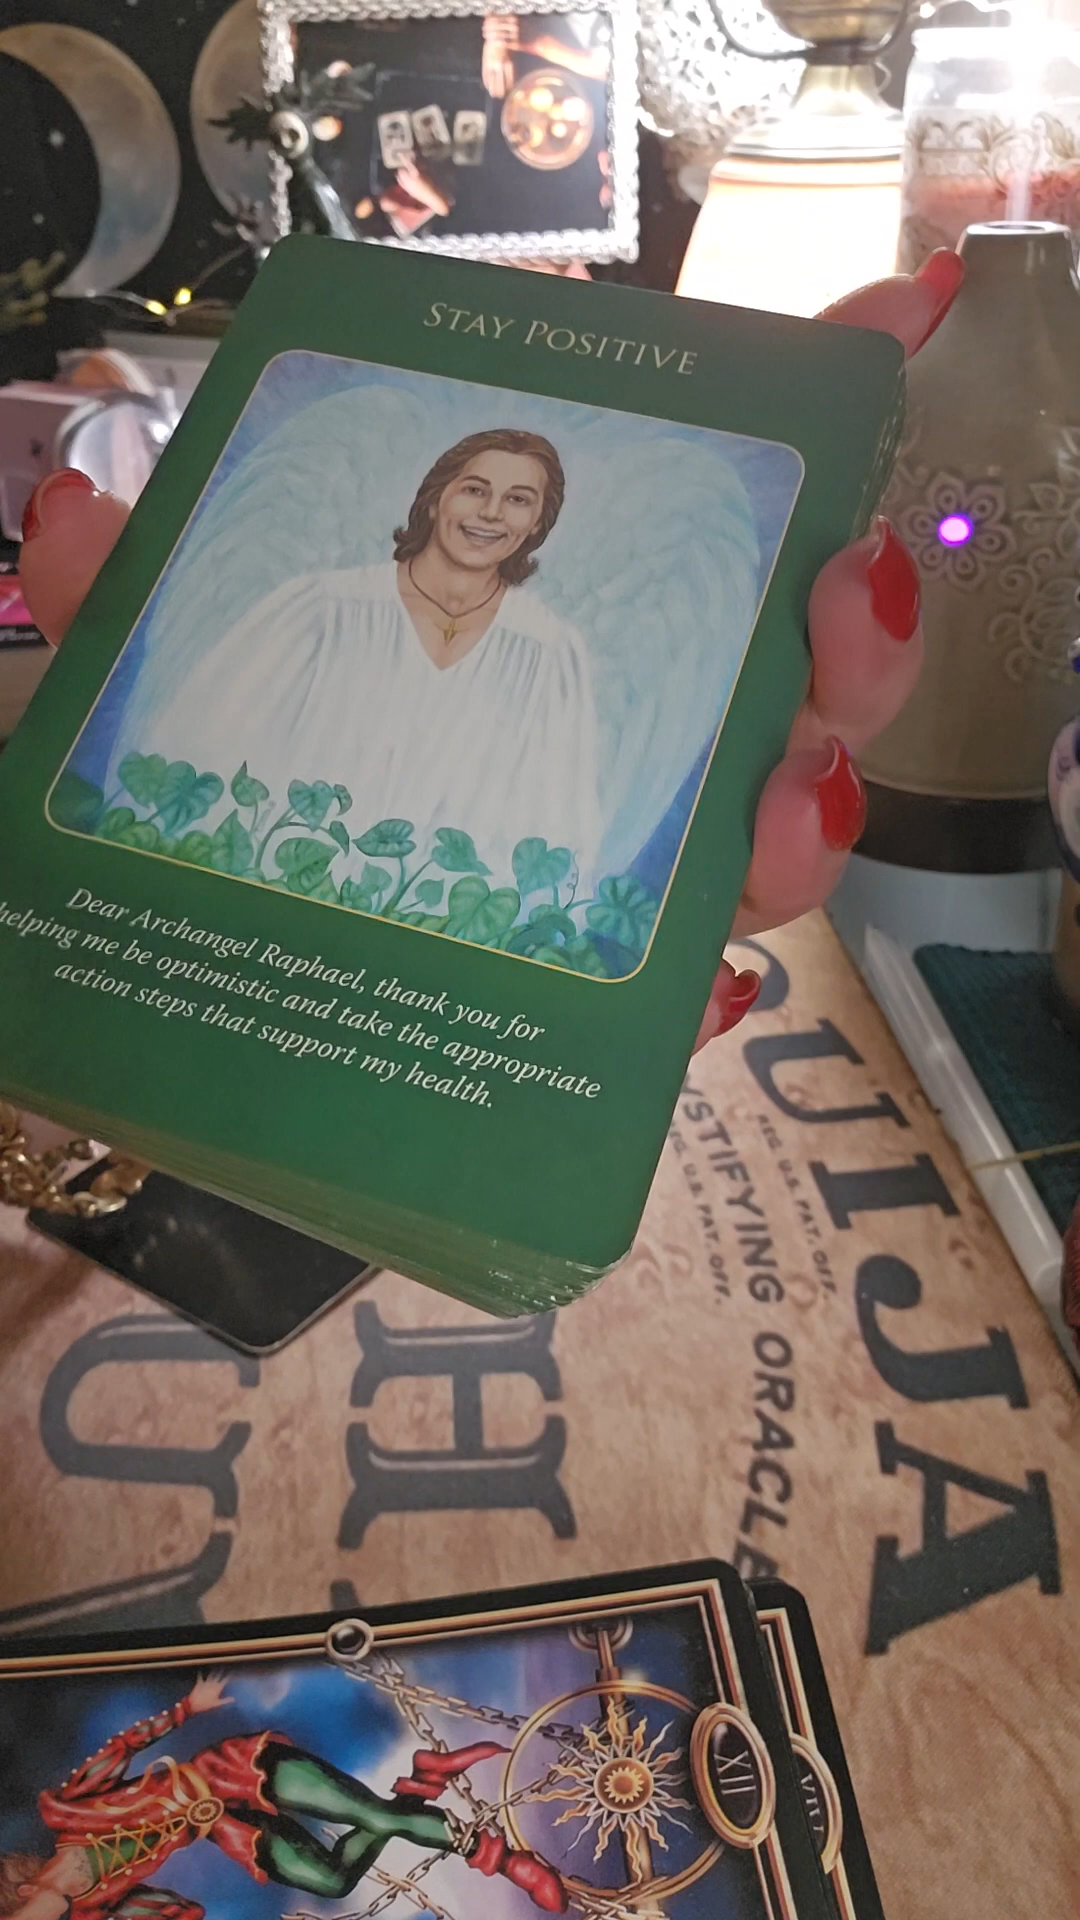 STAY POSITIVE
Dear Archangel Raphael, thank you for
helping me be optimistic and take the appropriate
action steps that support my health.
OUIJA
REG. U.S. PAT. OFF.
MYSTIFYING ORACLE
REG. U.S. PAT. OFF.
H
XII